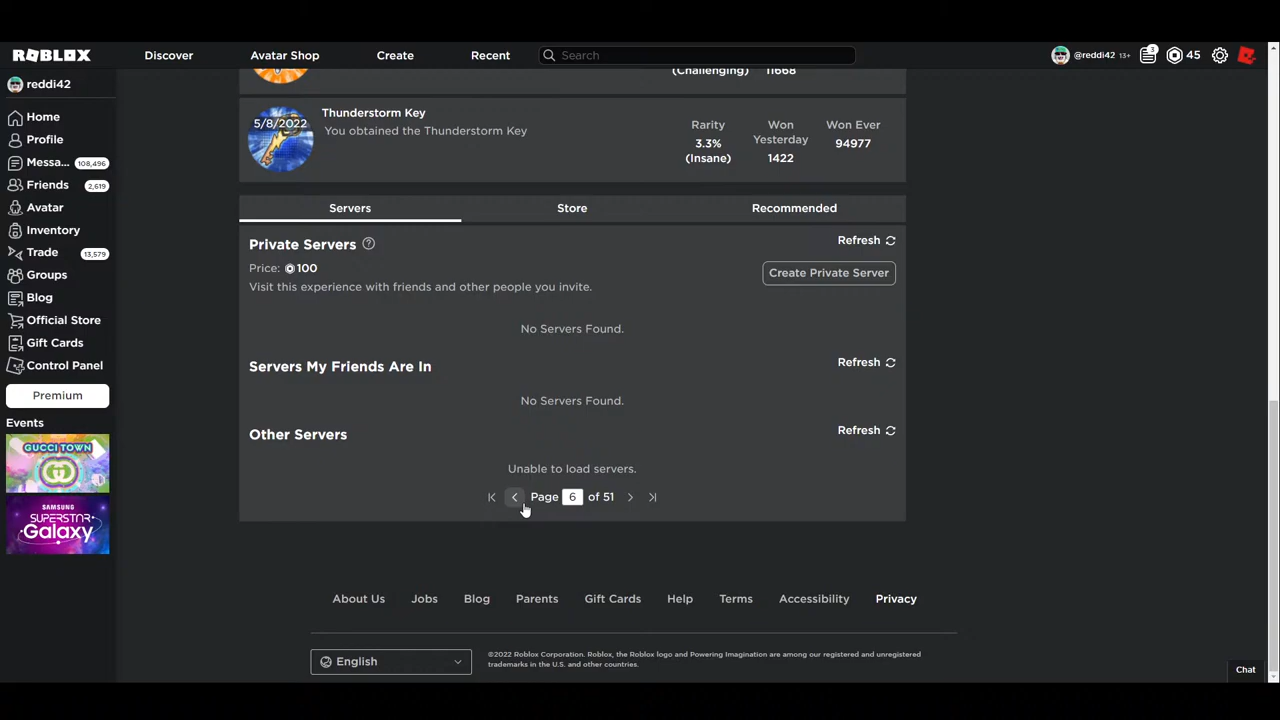 ROBLOX Discover Avatar Shop Create Recent Search @reddi42 13+ 3 45
reddi42
Home
Profile
Messa... 108,496
Friends 2,619
Avatar
Inventory
Trade 13,579
Groups
Blog
Official Store
Gift Cards
Control Panel
Premium
Events
GUCCI TOWN
SAMSUNG
SUPERSTAR
Galaxy
(Challenging) 11668
Thunderstorm Key
5/8/2022
You obtained the Thunderstorm Key
Rarity
3.3%
(Insane)
Won
Yesterday
1422
Won Ever
94977
Servers Store Recommended
Private Servers ?
Refresh
Price: 100
Create Private Server
Visit this experience with friends and other people you invite.
No Servers Found.
Servers My Friends Are In Refresh
No Servers Found.
Other Servers Refresh
Unable to load servers.
Page 6 of 51
About Us Jobs Blog Parents Gift Cards Help Terms Accessibility Privacy
English
©2022 Roblox Corporation. Roblox, the Roblox logo and Powering Imagination are among our registered and unregistered
trademarks in the U.S. and other countries.
Chat